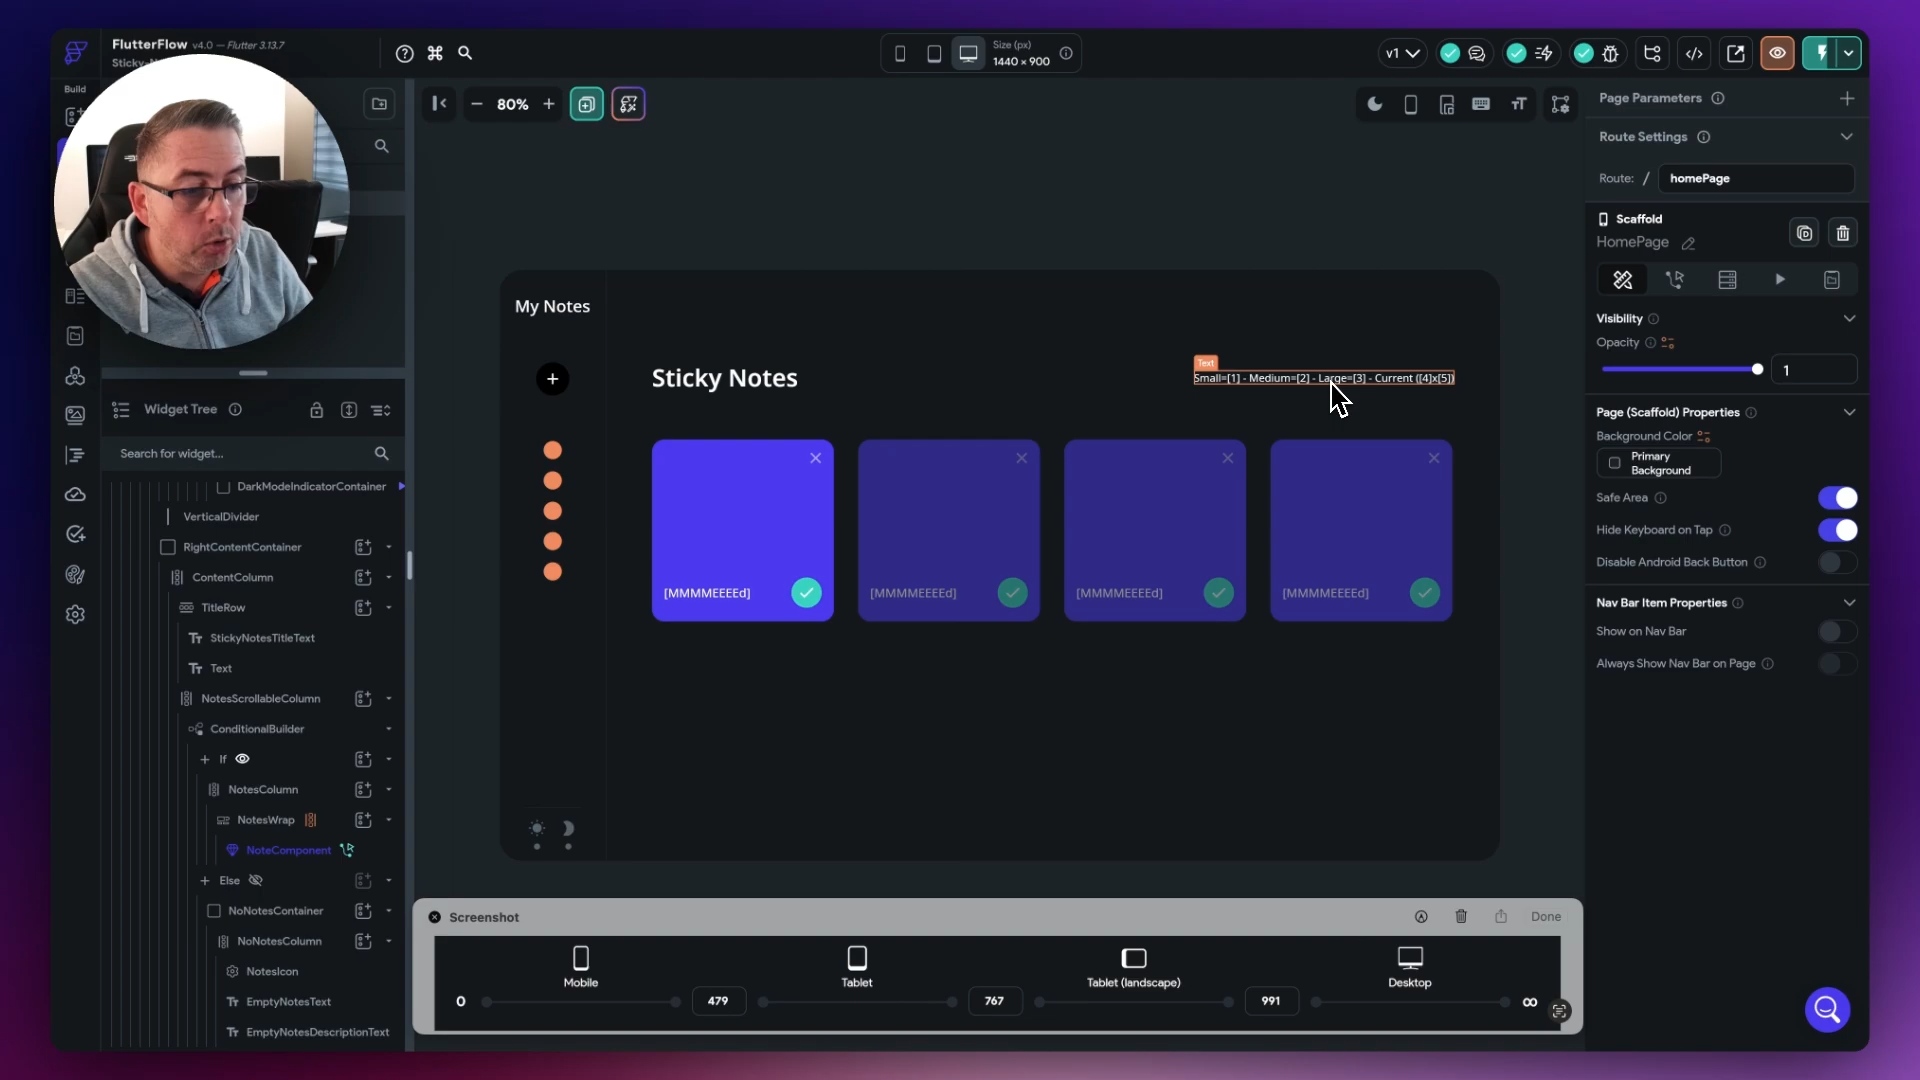 FlutterFlow v4.0 — Flutter 3.13.7
Sticky-N
Size (px)
1440 × 900
v1
Build
80%
Page Parameters
Route Settings
Route: / homePage
Scaffold
HomePage
Visibility
Opacity
1
Page (Scaffold) Properties
Background Color
Primary
Background
Safe Area
Hide Keyboard on Tap
Disable Android Back Button
Nav Bar Item Properties
Show on Nav Bar
Always Show Nav Bar on Page
Widget Tree
Search for widget...
DarkModeIndicatorContainer
VerticalDivider
RightContentContainer
ContentColumn
TitleRow
StickyNotesTitleText
Text
NotesScrollableColumn
ConditionalBuilder
If
NotesColumn
NotesWrap
NoteComponent
Else
NoNotesContainer
NoNotesColumn
NotesIcon
EmptyNotesText
EmptyNotesDescriptionText
My Notes
Sticky Notes
Text
Small=[1] - Medium=[2] - Large=[3] - Current ([4]x[5])
[MMMMEEEEd] [MMMMEEEEd] [MMMMEEEEd] [MMMMEEEEd]
Screenshot
Done
Mobile Tablet Tablet (landscape) Desktop
0 479 767 991 ∞